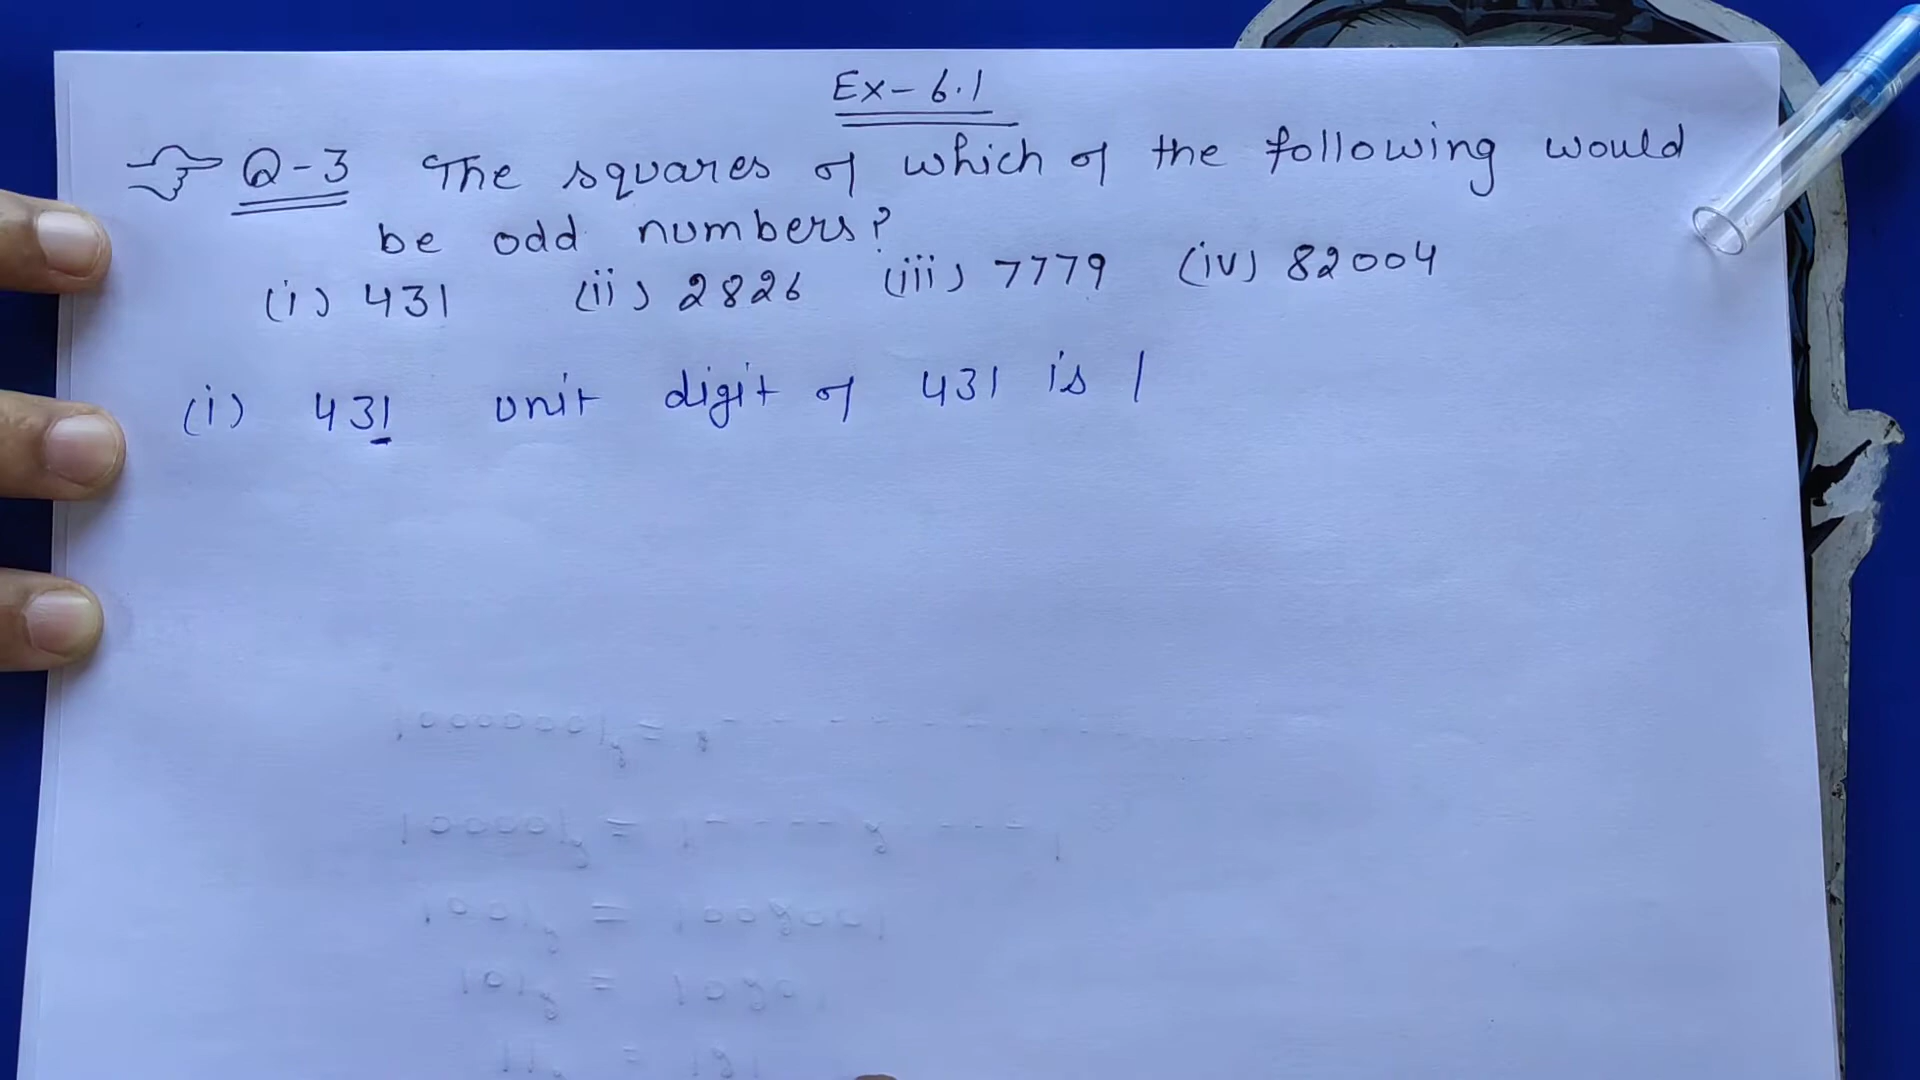 Ex- 6.1
Q-3 The squares of which of the following would
be odd numbers?
(i) 431 (ii) 2826 (iii) 7779 (iv) 82004
(i) 431 unit digit of 431 is 1